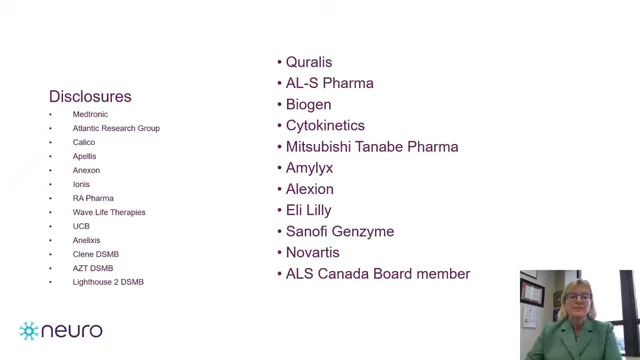 Disclosures
• Medtronic
• Atlantic Research Group
• Calico
• Apellis
• Anexon
• Ionis
• RA Pharma
• Wave Life Therapies
• UCB
• Anelixis
• Clene DSMB
• AZT DSMB
• Lighthouse 2 DSMB
• Quralis
• AL-S Pharma
• Biogen
• Cytokinetics
• Mitsubishi Tanabe Pharma
• Amylyx
• Alexion
• Eli Lilly
• Sanofi Genzyme
• Novartis
• ALS Canada Board member
neuro